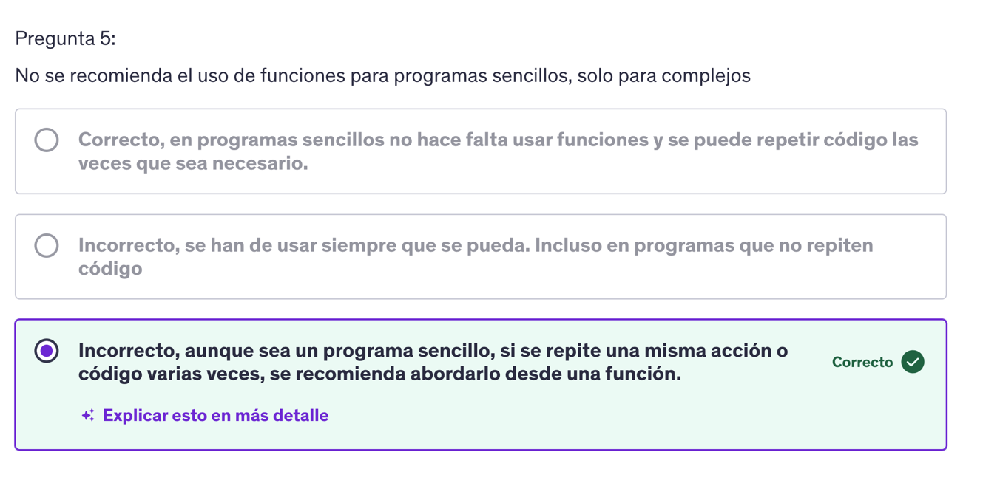 Pregunta 5:
No se recomienda el uso de funciones para programas sencillos, solo para complejos
Correcto, en programas sencillos no hace falta usar funciones y se puede repetir código las
veces que sea necesario.
Incorrecto, se han de usar siempre que se pueda. Incluso en programas que no repiten
código
Incorrecto, aunque sea un programa sencillo, si se repite una misma acción o
código varias veces, se recomienda abordarlo desde una función.
Correcto
Explicar esto en más detalle